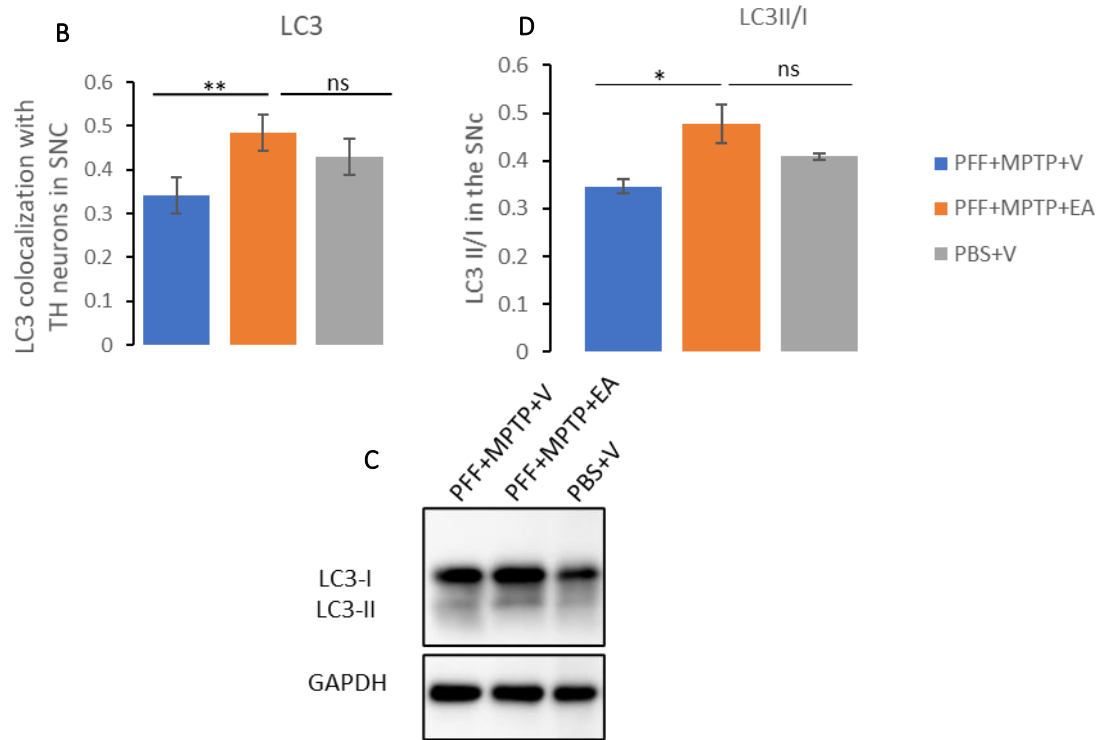 B
LC3
LC3 colocalization with
TH neurons in SNC
0.6
0.5
0.4
0.3
0.2
0.1
0
**
ns
D
LC3II/I
LC3 II/I in the SNc
0.6
0.5
0.4
0.3
0.2
0.1
0
*
ns
PFF+MPTP+V
PFF+MPTP+EA
PBS+V
C
PFF+MPTP+V
PFF+MPTP+EA
PBS+V
LC3-I
LC3-II
GAPDH